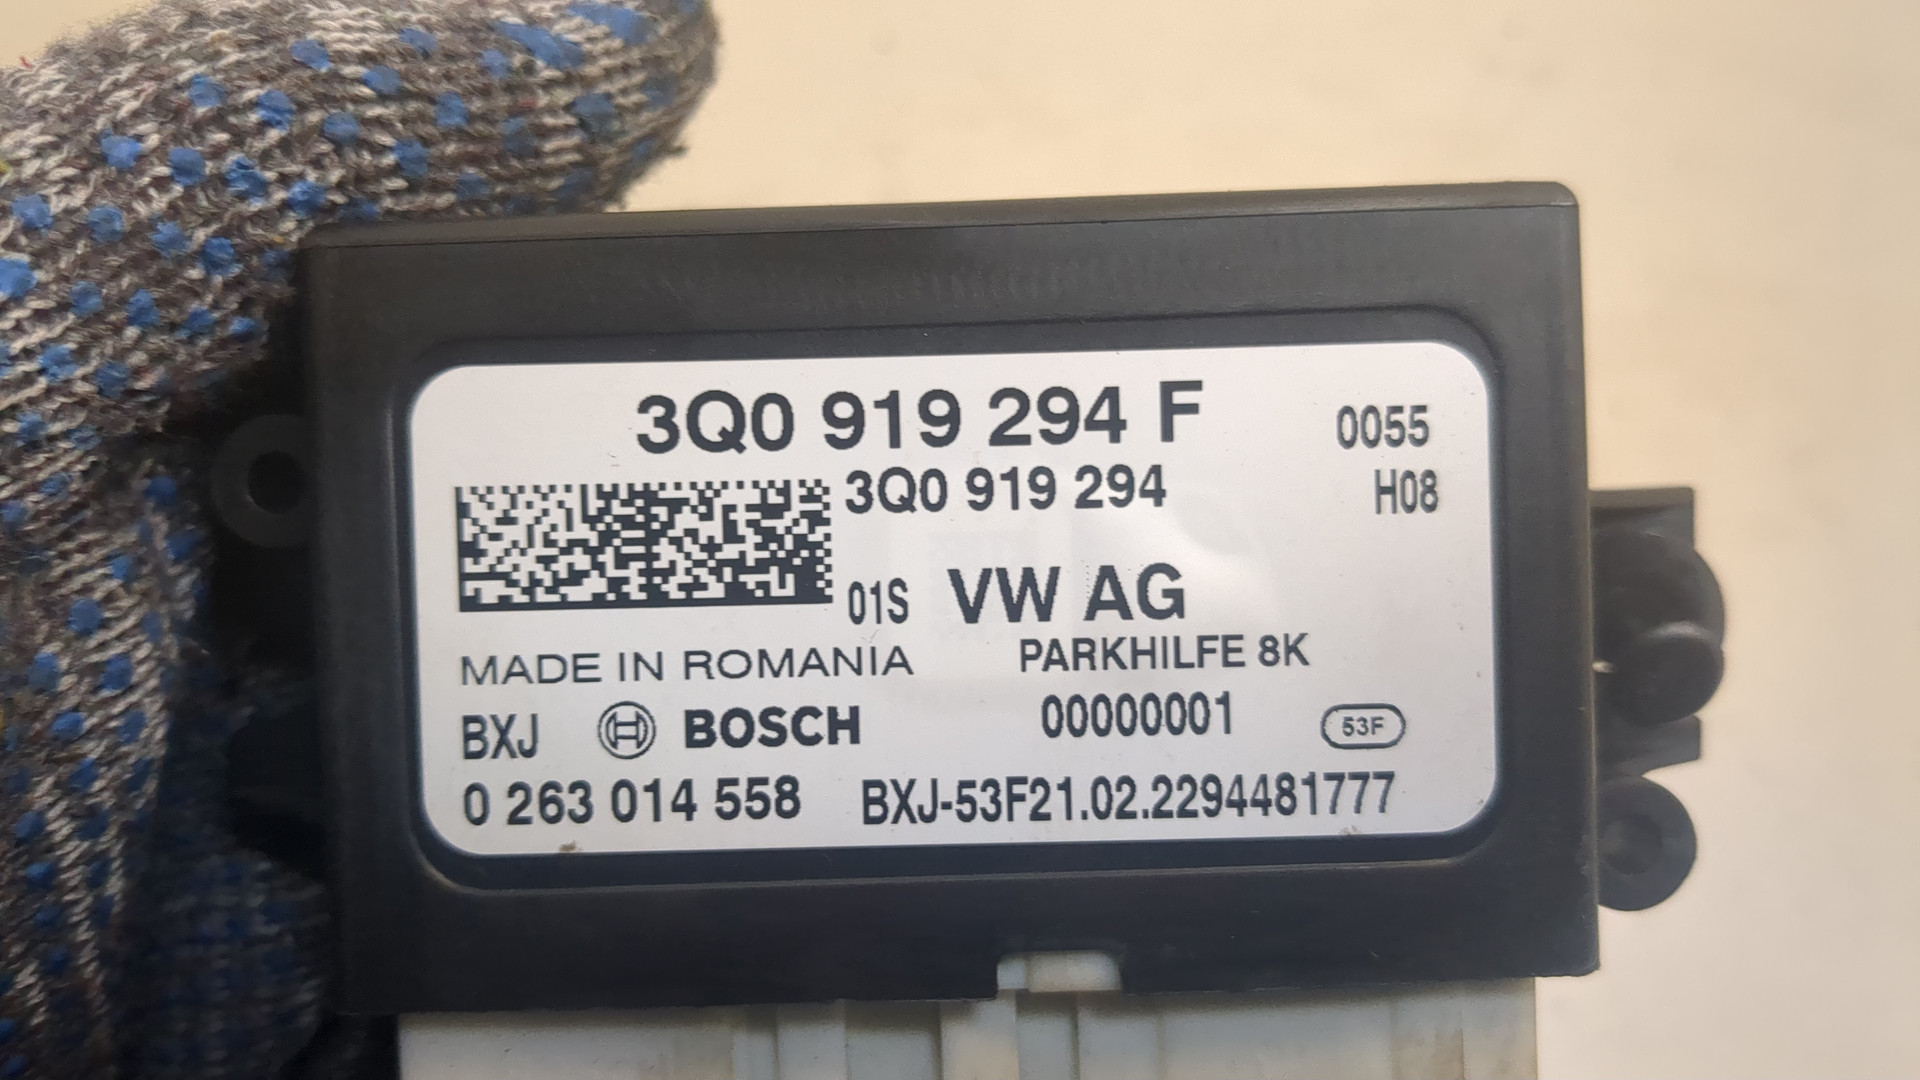 3Q0 919 294 F 0055
3Q0 919 294 H08
01S VW AG
MADE IN ROMANIA PARKHILFE 8K
BXJ BOSCH 00000001 53F
0 263 014 558 BXJ-53F21.02.2294481777